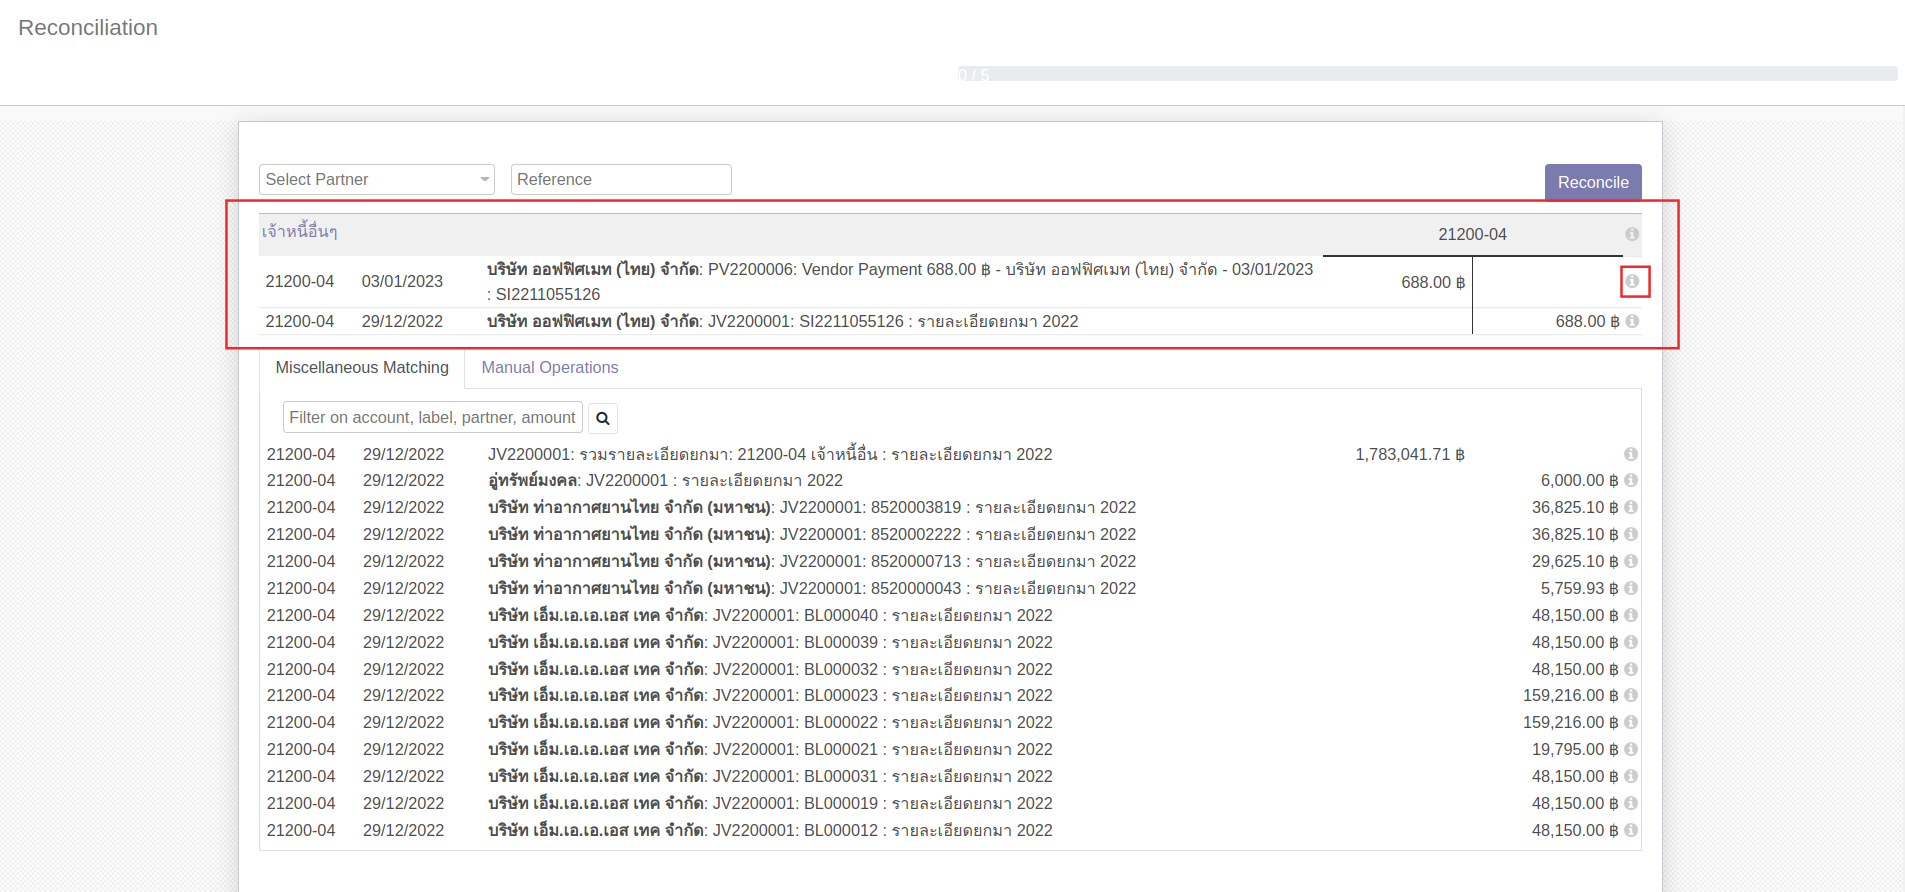 Reconciliation
0 / 5
Select Partner Reference Reconcile
เจ้าหนี้อื่นๆ 21200-04
21200-04 03/01/2023 บริษัท ออฟฟิศเมท (ไทย) จำกัด: PV2200006: Vendor Payment 688.00 ฿ - บริษัท ออฟฟิศเมท (ไทย) จำกัด - 03/01/2023 688.00 ฿
: SI2211055126
21200-04 29/12/2022 บริษัท ออฟฟิศเมท (ไทย) จำกัด: JV2200001: SI2211055126 : รายละเอียดยกมา 2022 688.00 ฿
Miscellaneous Matching Manual Operations
Filter on account, label, partner, amount
21200-04 29/12/2022 JV2200001: รวมรายละเอียดยกมา: 21200-04 เจ้าหนี้อื่น : รายละเอียดยกมา 2022 1,783,041.71 ฿
21200-04 29/12/2022 อู่ทรัพย์มงคล: JV2200001 : รายละเอียดยกมา 2022 6,000.00 ฿
21200-04 29/12/2022 บริษัท ท่าอากาศยานไทย จำกัด (มหาชน): JV2200001: 8520003819 : รายละเอียดยกมา 2022 36,825.10 ฿
21200-04 29/12/2022 บริษัท ท่าอากาศยานไทย จำกัด (มหาชน): JV2200001: 8520002222 : รายละเอียดยกมา 2022 36,825.10 ฿
21200-04 29/12/2022 บริษัท ท่าอากาศยานไทย จำกัด (มหาชน): JV2200001: 8520000713 : รายละเอียดยกมา 2022 29,625.10 ฿
21200-04 29/12/2022 บริษัท ท่าอากาศยานไทย จำกัด (มหาชน): JV2200001: 8520000043 : รายละเอียดยกมา 2022 5,759.93 ฿
21200-04 29/12/2022 บริษัท เอ็ม.เอ.เอ.เอส เทค จำกัด: JV2200001: BL000040 : รายละเอียดยกมา 2022 48,150.00 ฿
21200-04 29/12/2022 บริษัท เอ็ม.เอ.เอ.เอส เทค จำกัด: JV2200001: BL000039 : รายละเอียดยกมา 2022 48,150.00 ฿
21200-04 29/12/2022 บริษัท เอ็ม.เอ.เอ.เอส เทค จำกัด: JV2200001: BL000032 : รายละเอียดยกมา 2022 48,150.00 ฿
21200-04 29/12/2022 บริษัท เอ็ม.เอ.เอ.เอส เทค จำกัด: JV2200001: BL000023 : รายละเอียดยกมา 2022 159,216.00 ฿
21200-04 29/12/2022 บริษัท เอ็ม.เอ.เอ.เอส เทค จำกัด: JV2200001: BL000022 : รายละเอียดยกมา 2022 159,216.00 ฿
21200-04 29/12/2022 บริษัท เอ็ม.เอ.เอ.เอส เทค จำกัด: JV2200001: BL000021 : รายละเอียดยกมา 2022 19,795.00 ฿
21200-04 29/12/2022 บริษัท เอ็ม.เอ.เอ.เอส เทค จำกัด: JV2200001: BL000031 : รายละเอียดยกมา 2022 48,150.00 ฿
21200-04 29/12/2022 บริษัท เอ็ม.เอ.เอ.เอส เทค จำกัด: JV2200001: BL000019 : รายละเอียดยกมา 2022 48,150.00 ฿
21200-04 29/12/2022 บริษัท เอ็ม.เอ.เอ.เอส เทค จำกัด: JV2200001: BL000012 : รายละเอียดยกมา 2022 48,150.00 ฿